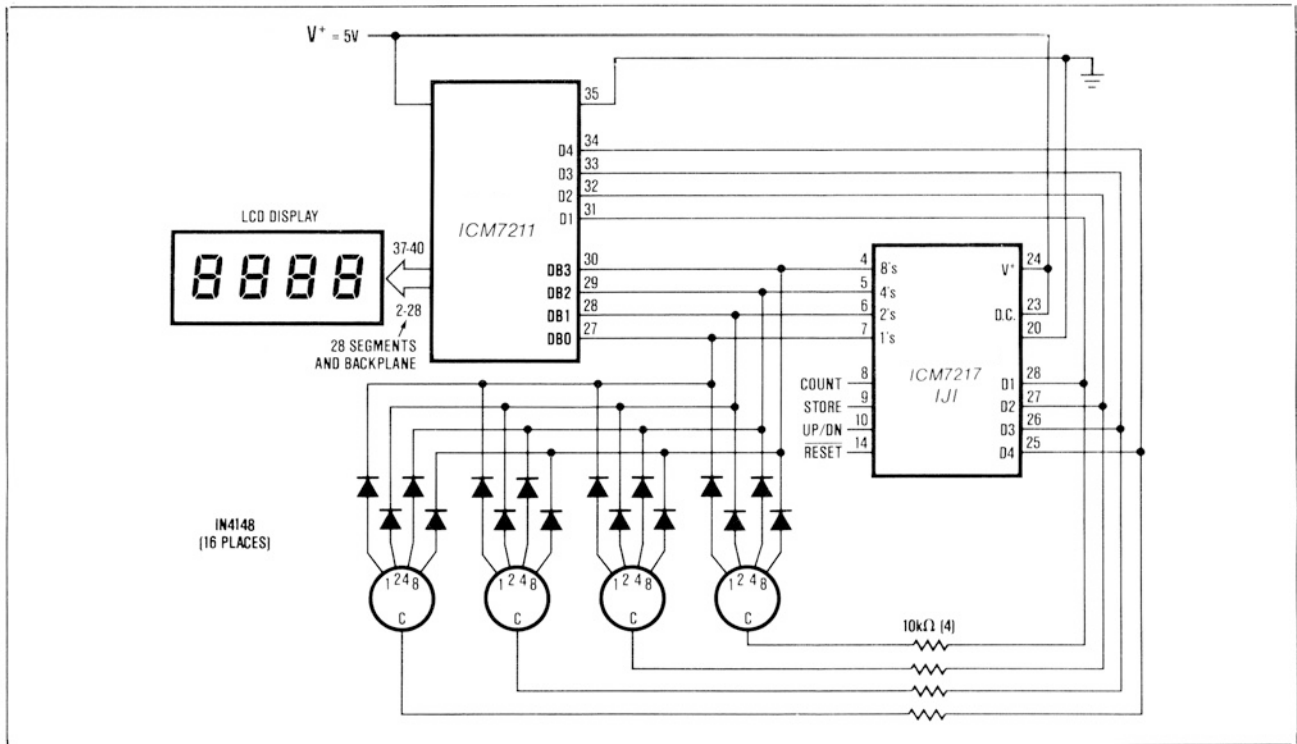 V+ = 5V
35
34
D4
33
D3
32
D2
31
D1
ICM7211
LCD DISPLAY
8888
37-40
2-28
28 SEGMENTS
AND BACKPLANE
30
DB3
29
DB2
28
DB1
27
DB0
4
8's
5
4's
6
2's
7
1's
V+
24
D.C.
23
20
ICM7217
IJI
COUNT
8
STORE
9
UP/DN
10
RESET
14
D1
28
D2
27
D3
26
D4
25
IN4148
(16 PLACES)
1 2 4 8
C
1 2 4 8
C
1 2 4 8
C
1 2 4 8
C
10kΩ (4)